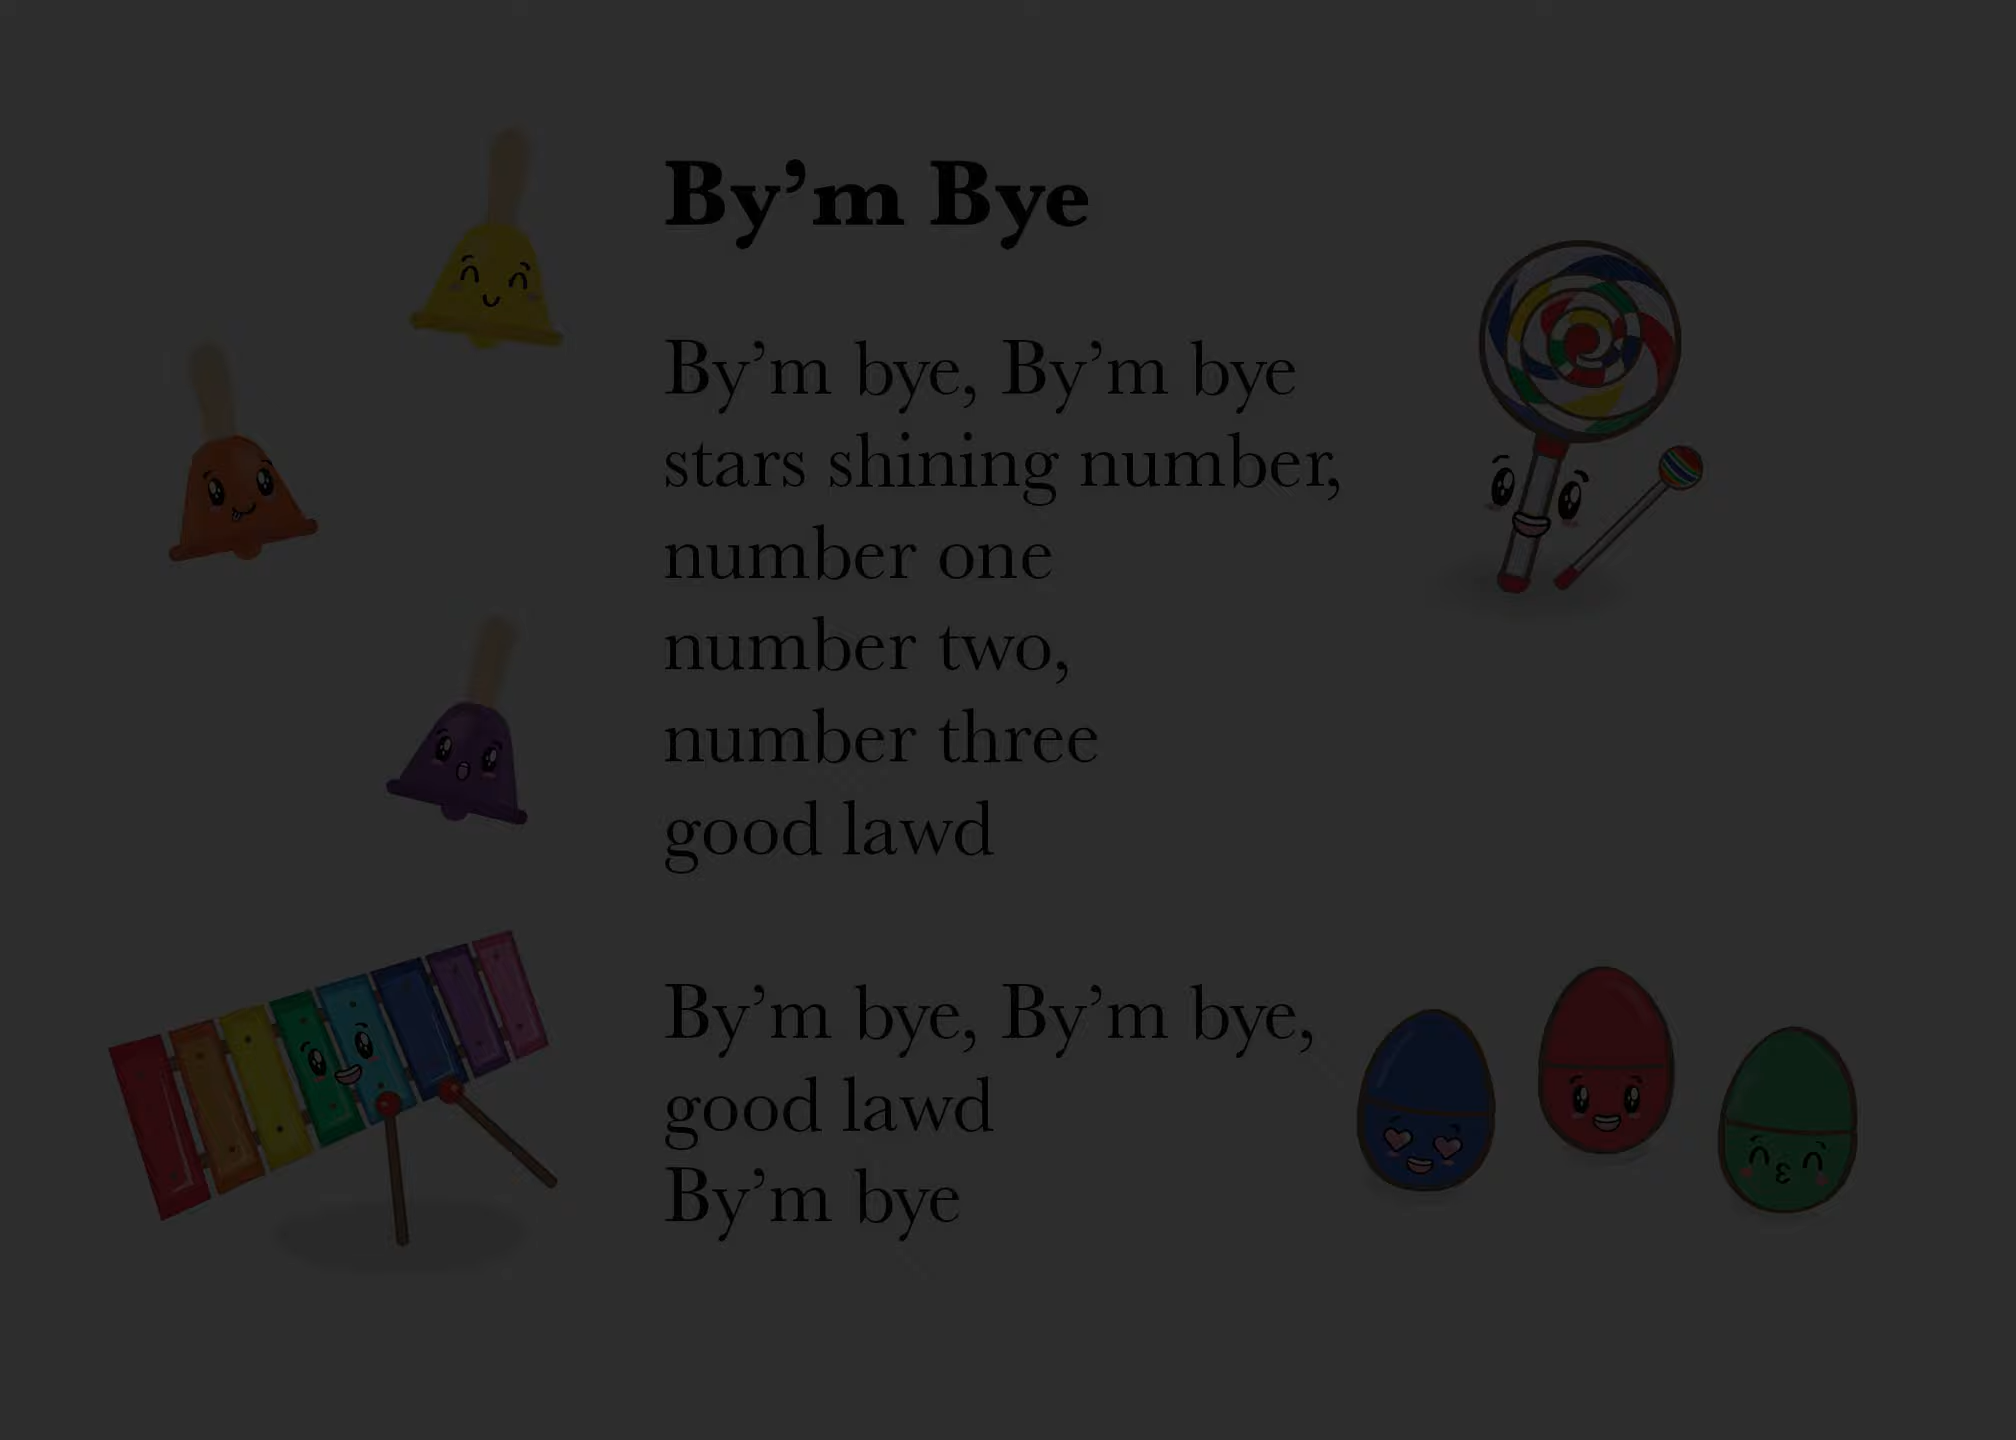 By’m Bye
By’m bye, By’m bye
stars shining number,
number one
number two,
number three
good lawd
By’m bye, By’m bye,
good lawd
By’m bye